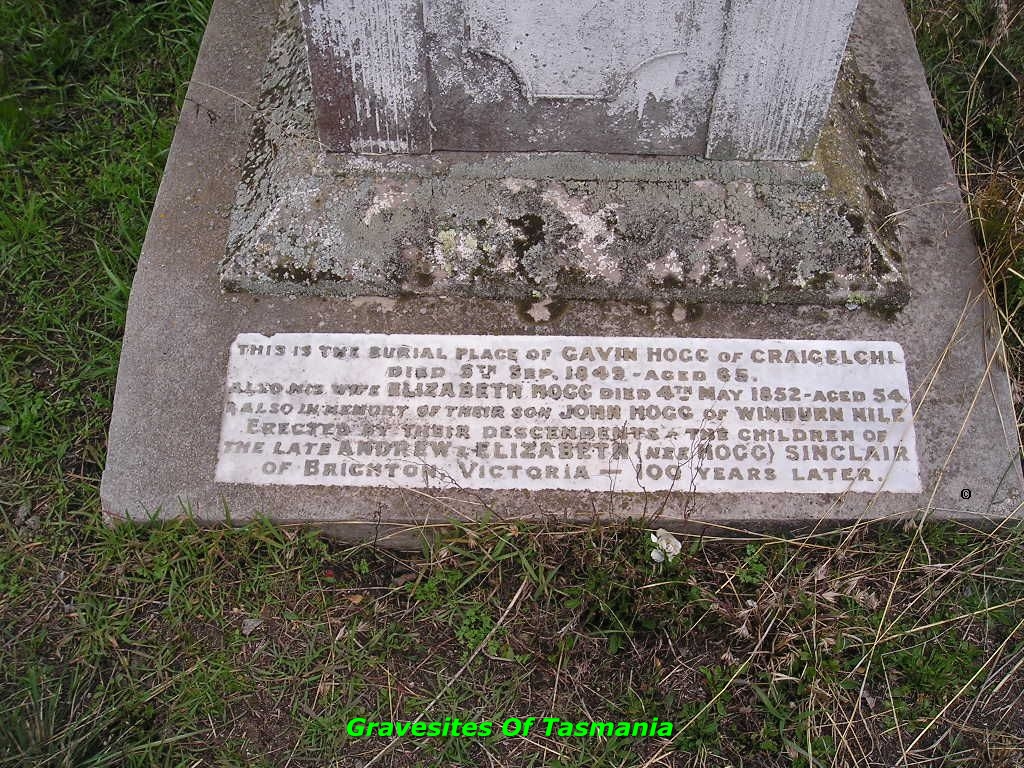 THIS IS THE BURIAL PLACE OF GAVIN HOGG OF CRAIGELCHI.
DIED 5TH SEP. 1849 - AGED 65.
ALSO HIS WIFE ELIZABETH HOGG DIED 4TH MAY 1852 - AGED 54.
ALSO IN MEMORY OF THEIR SON JOHN HOGG OF WINBURN NILE
ERECTED BY THEIR DESCENDENTS & THE CHILDREN OF
THE LATE ANDREW & ELIZABETH (NEE HOGG) SINCLAIR
OF BRIGHTON, VICTORIA - 100 YEARS LATER.
©
Gravesites Of Tasmania